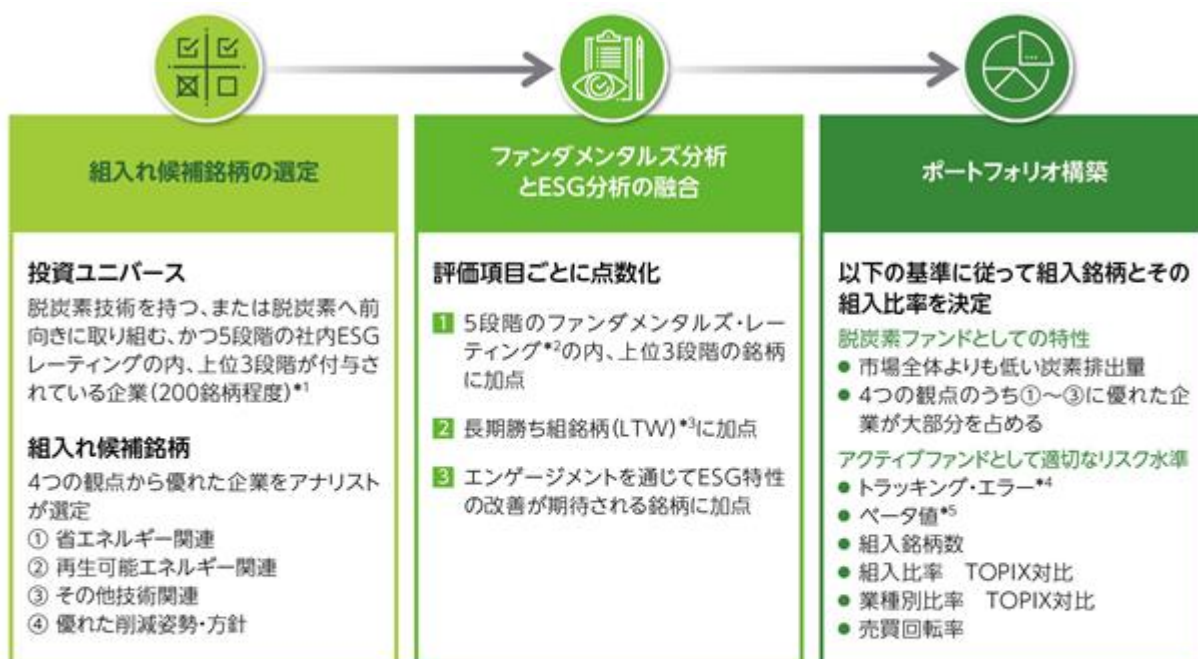 組入れ候補銘柄の選定
投資ユニバース
脱炭素技術を持つ、または脱炭素へ前
向きに取り組む、かつ5段階の社内ESG
レーティングの内、上位3段階が付与さ
れている企業(200銘柄程度)*1
組入れ候補銘柄
4つの観点から優れた企業をアナリスト
が選定
① 省エネルギー関連
② 再生可能エネルギー関連
③ その他技術関連
④ 優れた削減姿勢・方針
ファンダメンタルズ分析
とESG分析の融合
評価項目ごとに点数化
1 5段階のファンダメンタルズ・レー
ティング*2の内、上位3段階の銘柄
に加点
2 長期勝ち組銘柄(LTW)*3に加点
3 エンゲージメントを通じてESG特性
の改善が期待される銘柄に加点
ポートフォリオ構築
以下の基準に従って組入銘柄とその
組入比率を決定
脱炭素ファンドとしての特性
● 市場全体よりも低い炭素排出量
● 4つの観点のうち①～③に優れた企
業が大部分を占める
アクティブファンドとして適切なリスク水準
● トラッキング・エラー*4
● ベータ値*5
● 組入銘柄数
● 組入比率 TOPIX対比
● 業種別比率 TOPIX対比
● 売買回転率